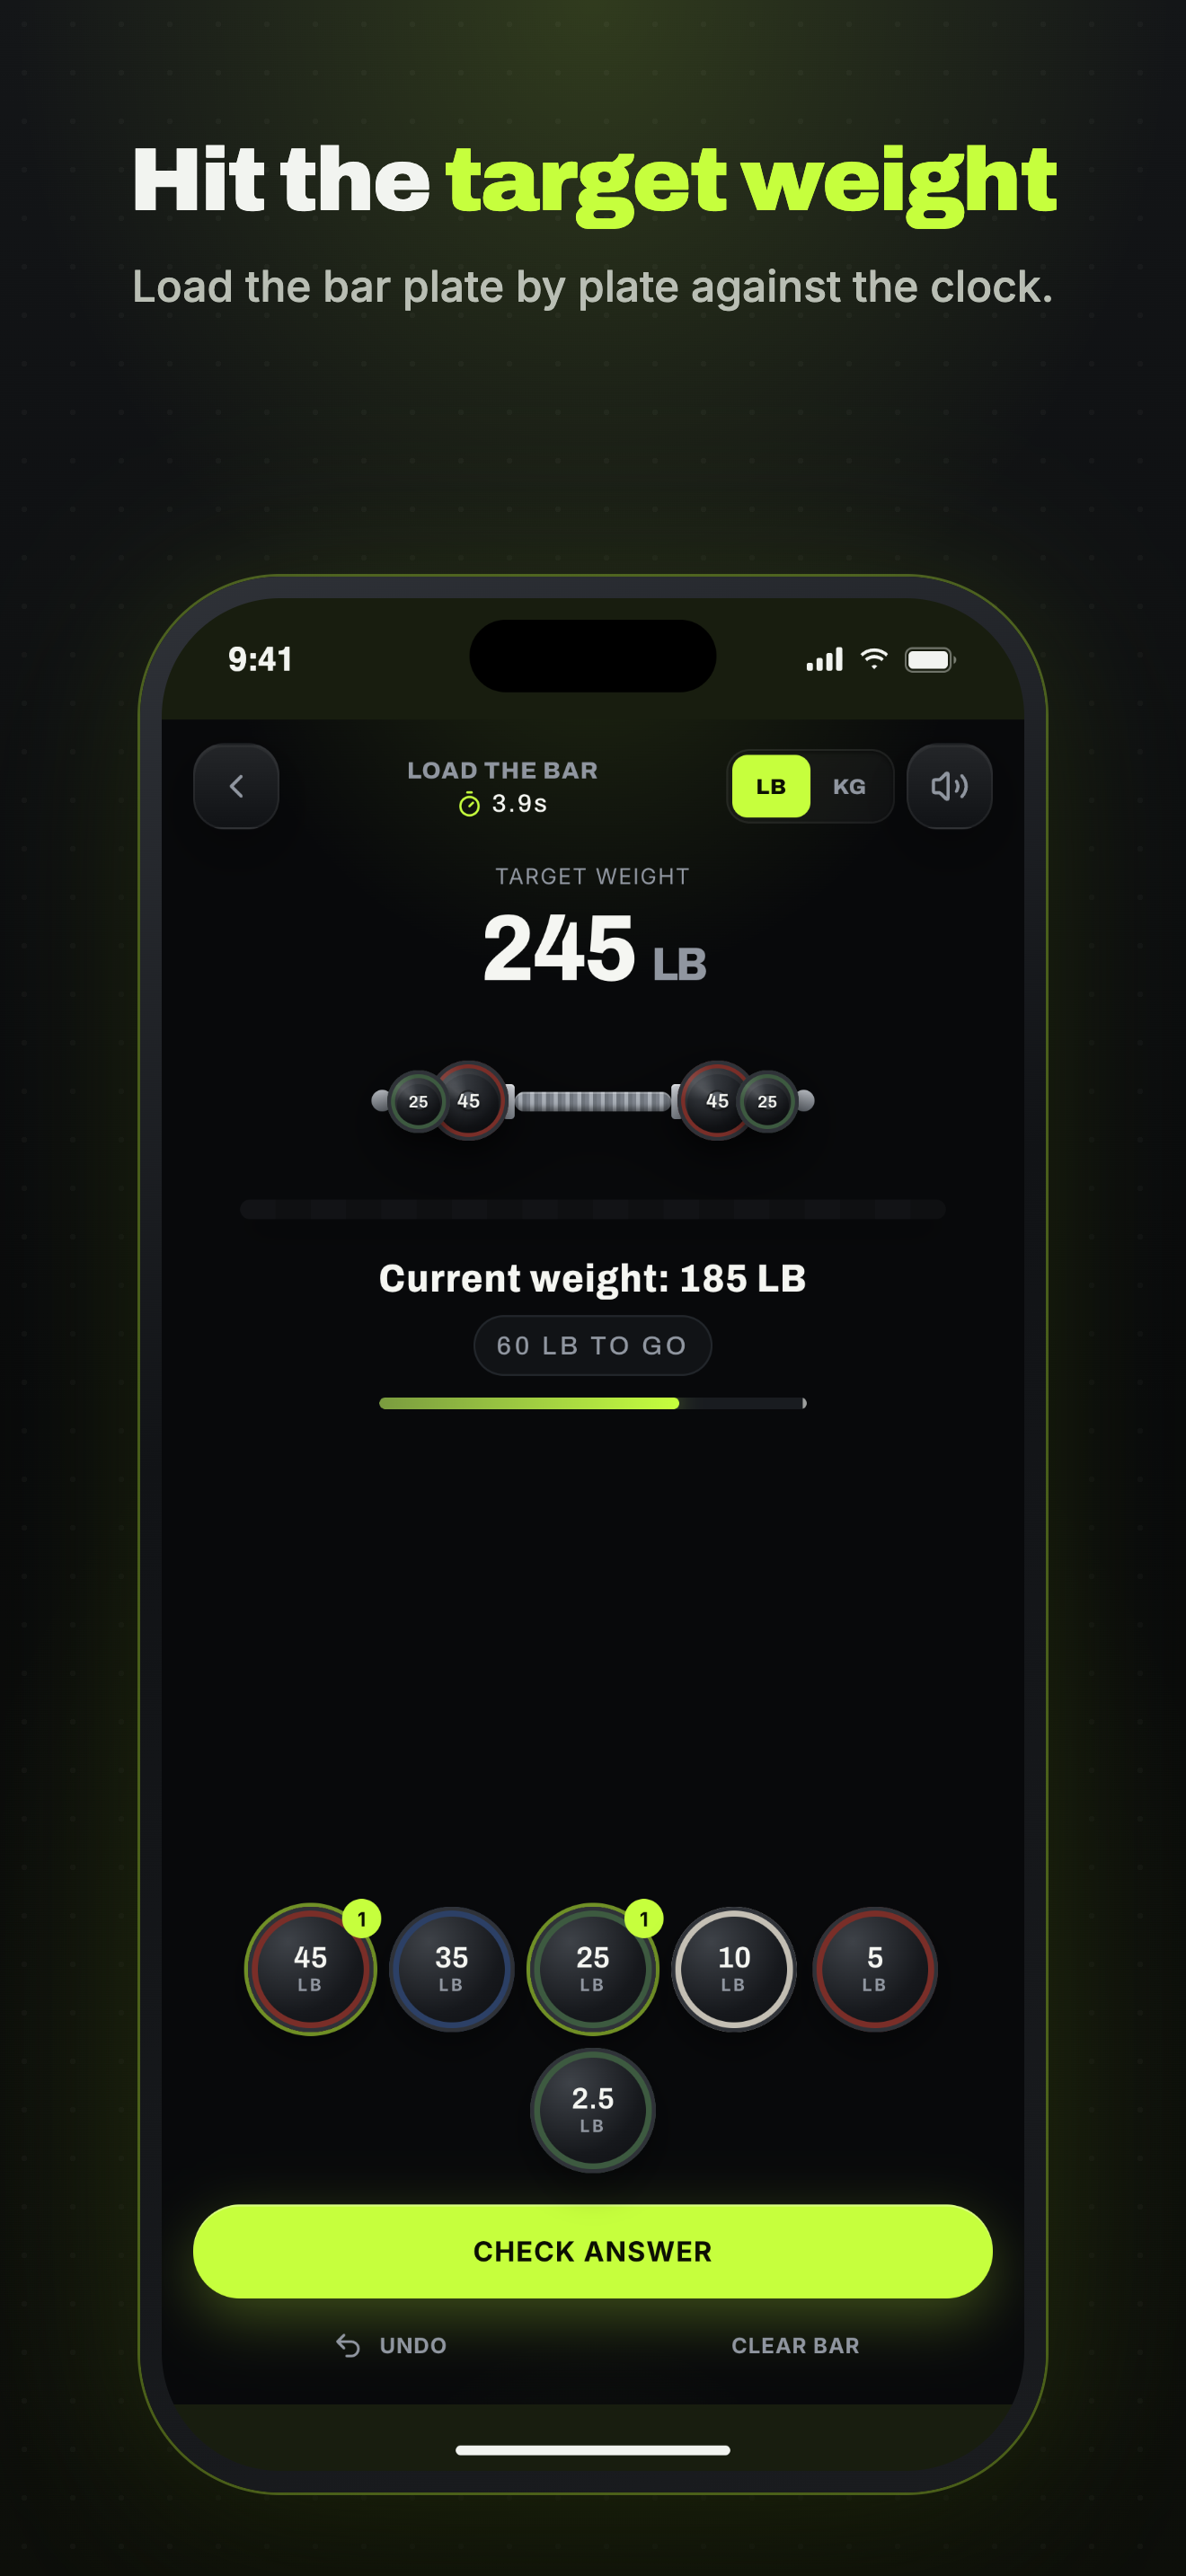 Hit the target weight
Load the bar plate by plate against the clock.
9:41
LOAD THE BAR
3.9s
LB KG
TARGET WEIGHT
245 LB
25 45 45 25
Current weight: 185 LB
60 LB TO GO
1 1
45 35 25 10 5
LB LB LB LB LB
2.5
LB
CHECK ANSWER
UNDO CLEAR BAR